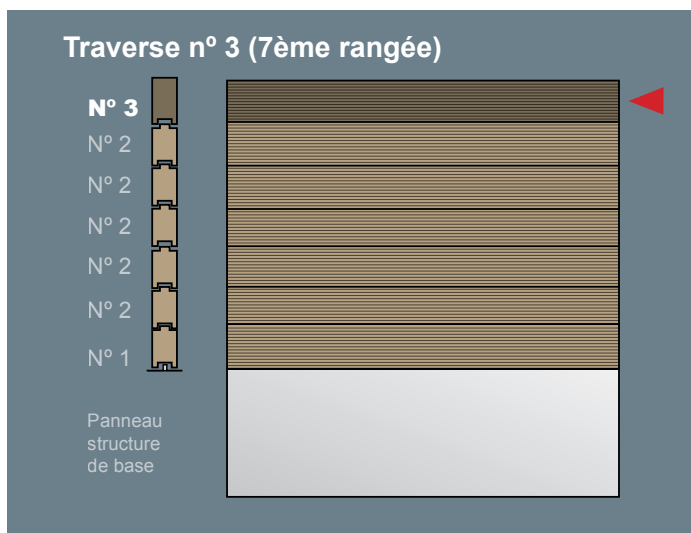 Traverse nº 3 (7ème rangée)
Nº 3
Nº 2
Nº 2
Nº 2
Nº 2
Nº 2
Nº 1
Panneau
structure
de base